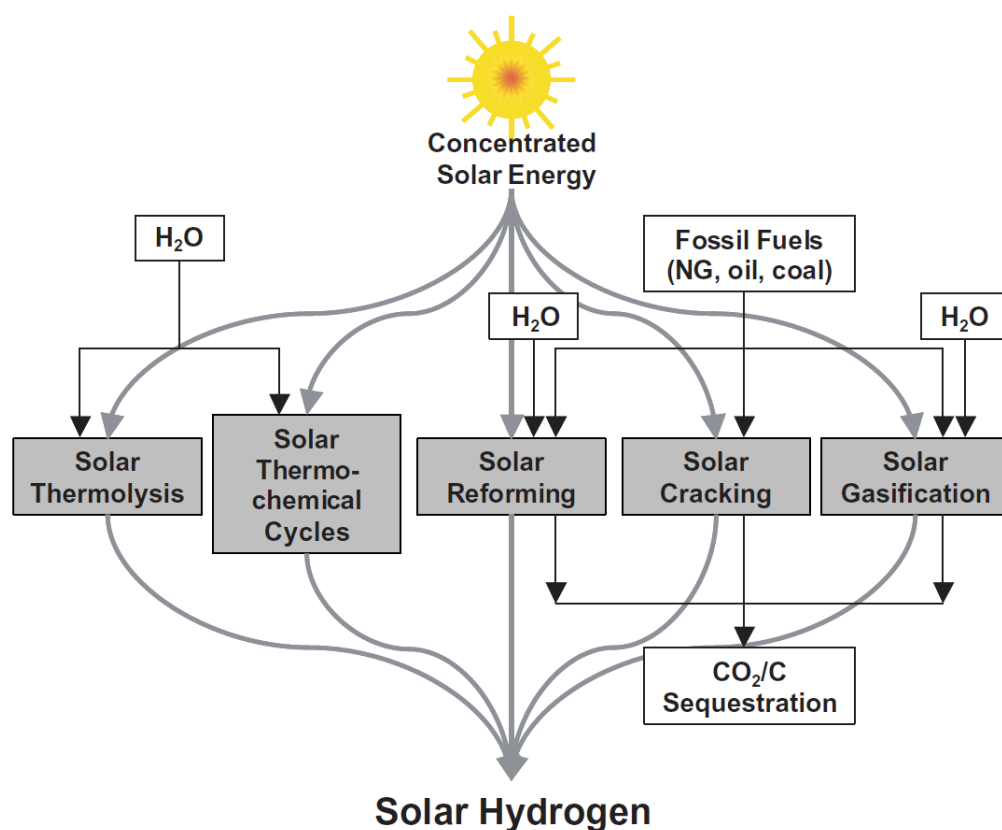 Concentrated
Solar Energy
H₂O
Fossil Fuels
(NG, oil, coal)
H₂O
H₂O
Solar
Thermolysis
Solar
Thermo-
chemical
Cycles
Solar
Reforming
Solar
Cracking
Solar
Gasification
CO₂/C
Sequestration
Solar Hydrogen